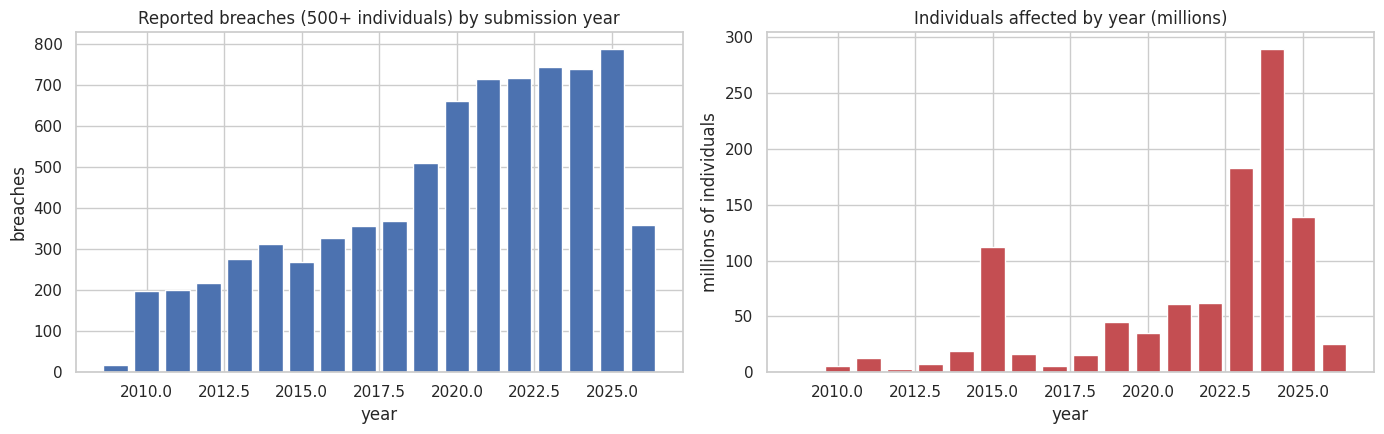 Reported breaches (500+ individuals) by submission year
800
700
600
500
400
300
200
100
0
breaches
2010.0 2012.5 2015.0 2017.5 2020.0 2022.5 2025.0
year
Individuals affected by year (millions)
300
250
200
150
100
50
0
millions of individuals
2010.0 2012.5 2015.0 2017.5 2020.0 2022.5 2025.0
year